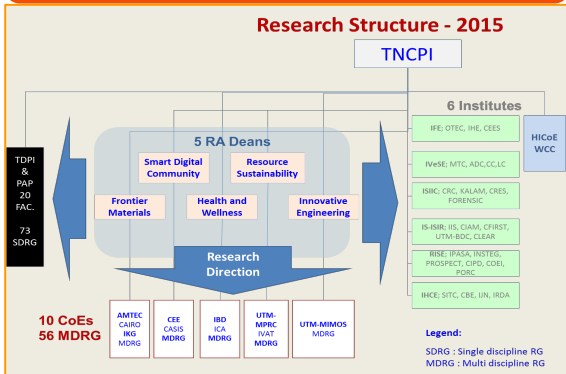 Research Structure - 2015
TNCPI
6 Institutes
IFE; OTEC, IHE, CEES
IVeSE; MTC, ADC,CC,LC
ISIIC; CRC, KALAM, CRES,
FORENSIC
IS-ISIR; IIS, CIAM, CFIRST,
UTM-BDC, CLEAR
RISE; IPASA, INSTEG,
PROSPECT, CIPD, COEI,
PORC
IHCE; SITC, CBE, IJN, IRDA
HICoE
WCC
5 RA Deans
Smart Digital
Community
Resource
Sustainability
Frontier
Materials
Health and
Wellness
Innovative
Engineering
TDPI
&
PAP
20
FAC.
73
SDRG
Research
Direction
10 CoEs
56 MDRG
AMTEC
CAIRO
IKG
MDRG
CEE
CASIS
MDRG
IBD
ICA
MDRG
UTM-
MPRC
IVAT
MDRG
UTM-MIMOS
MDRG
Legend:
SDRG : Single discipline RG
MDRG : Multi discipline RG